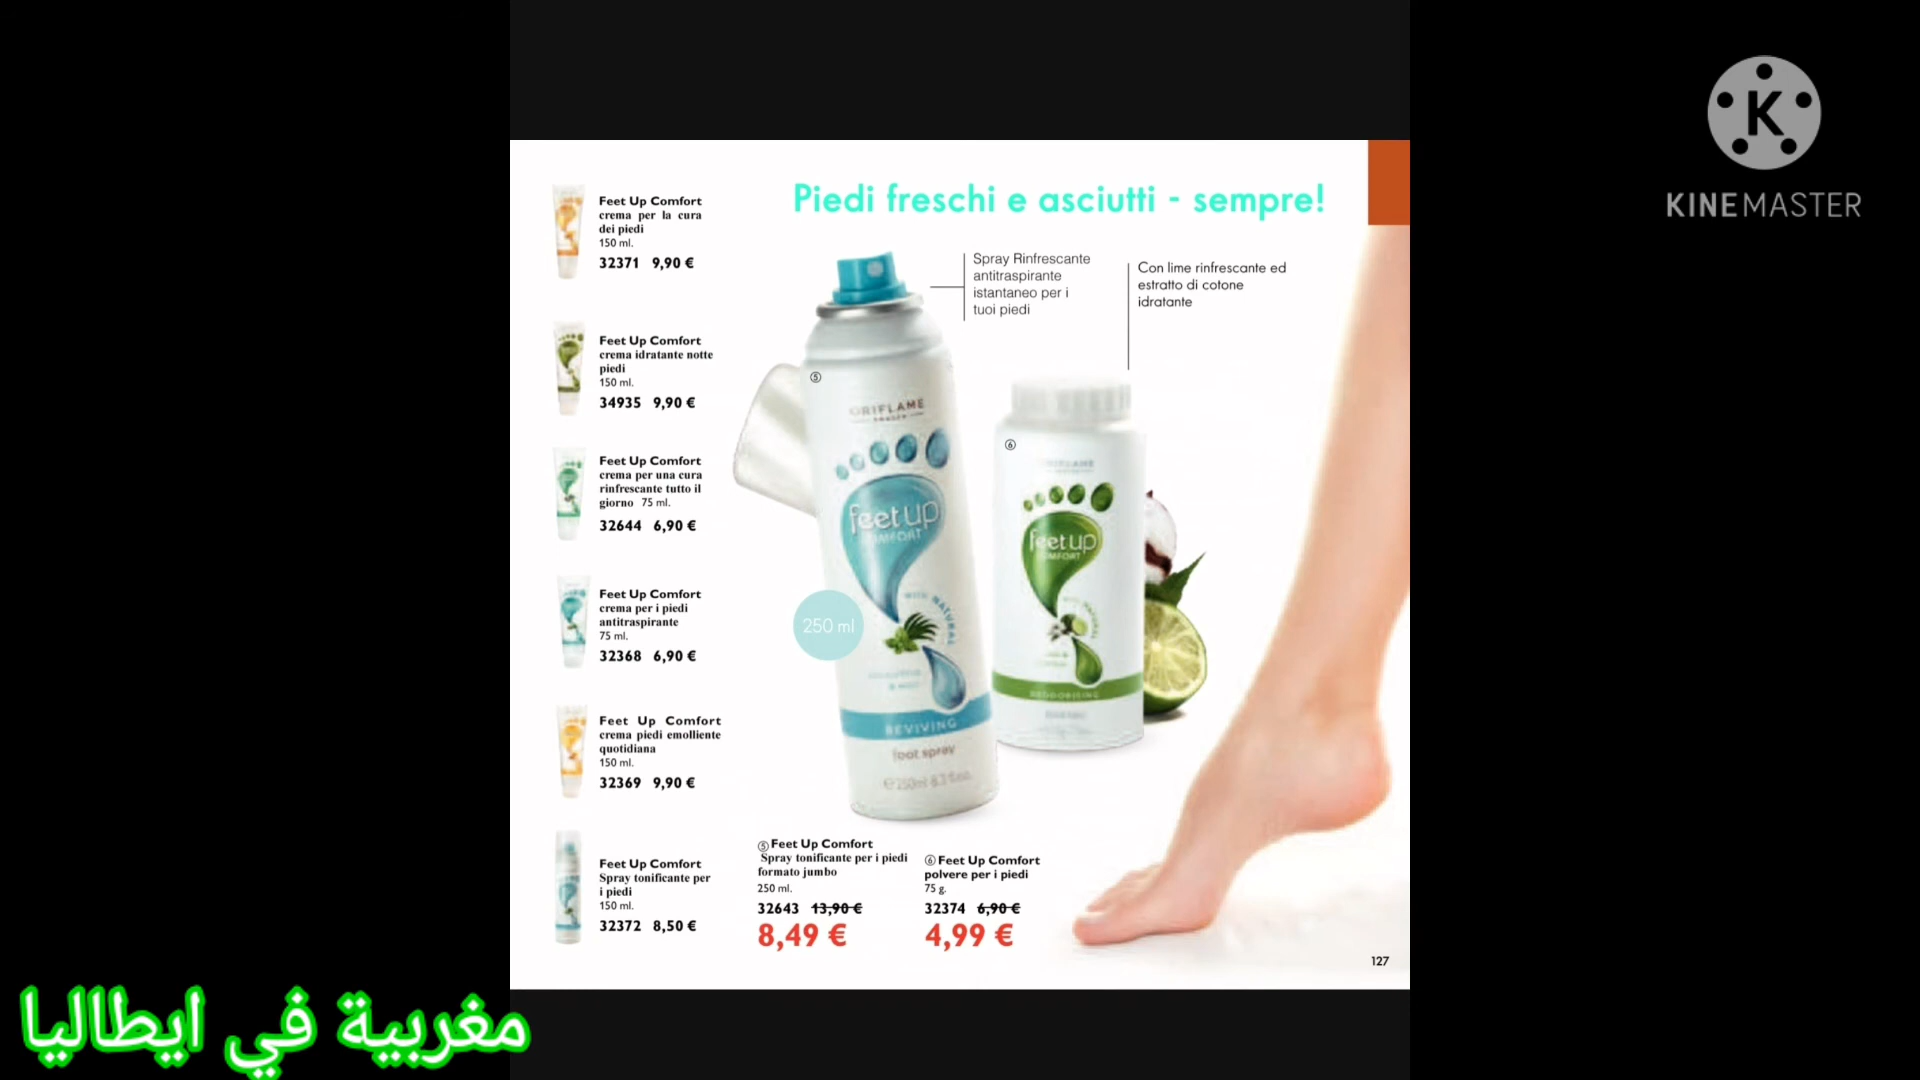 KINEMASTER
Piedi freschi e asciutti - sempre!
Feet Up Comfort
crema per la cura
dei piedi
150 ml.
32371 9,90 €
Feet Up Comfort
crema idratante notte
piedi
150 ml.
34935 9,90 €
Feet Up Comfort
crema per una cura
rinfrescante tutto il
giorno 75 ml.
32644 6,90 €
Feet Up Comfort
crema per i piedi
antitraspirante
75 ml.
32368 6,90 €
Feet Up Comfort
crema piedi emolliente
quotidiana
150 ml.
32369 9,90 €
Feet Up Comfort
Spray tonificante per
i piedi
150 ml.
32372 8,50 €
Spray Rinfrescante
antitraspirante
istantaneo per i
tuoi piedi
Con lime rinfrescante ed
estratto di cotone
idratante
⑤
ORIFLAME
SWEDEN
feet up
COMFORT
WITH NATURAL
REVIVING
foot spray
250 ml
⑥
ORIFLAME
feet up
COMFORT
DEODORISING
⑤ Feet Up Comfort
Spray tonificante per i piedi
formato jumbo
250 ml.
32643 13,90 €
8,49 €
⑥ Feet Up Comfort
polvere per i piedi
75 g.
32374 6,90 €
4,99 €
127
مغربية في ايطاليا